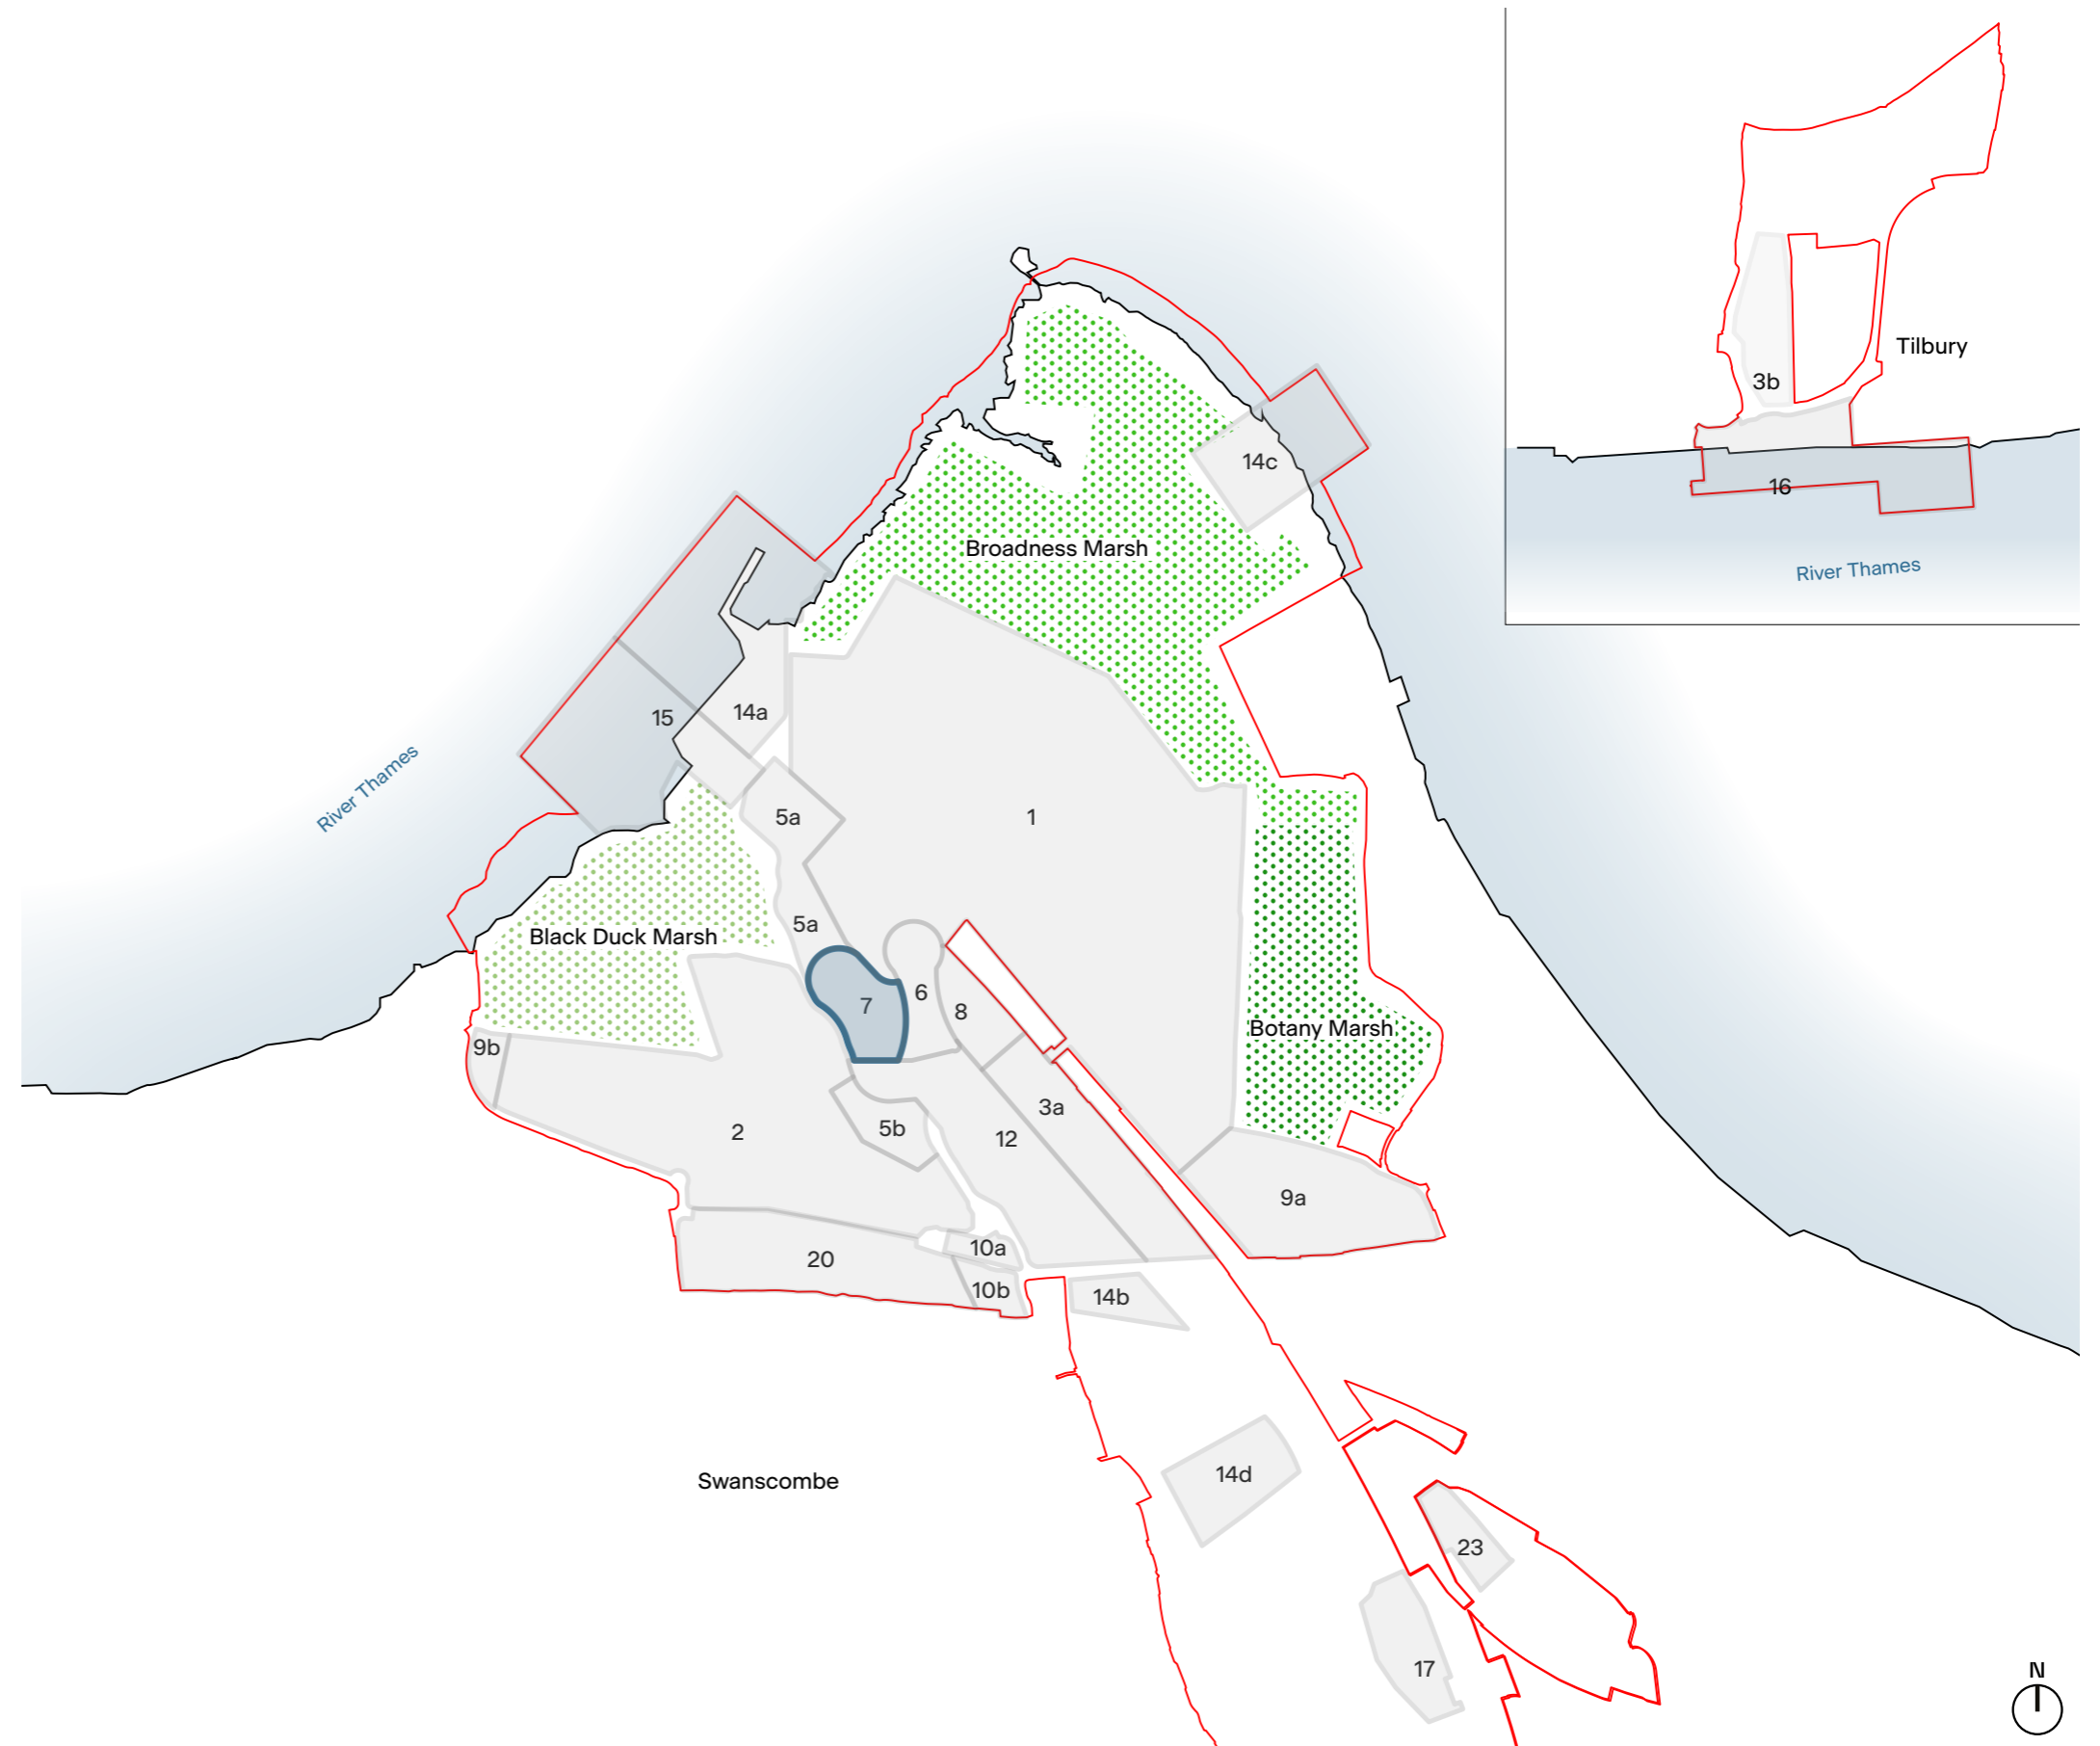 Tilbury
3b
14c
16
Broadness Marsh
River Thames
15
14a
River Thames
5a
1
5a
Black Duck Marsh
6
7
8
Botany Marsh
9b
3a
5b
2
12
9a
10a
20
10b
14b
14d
Swanscombe
23
17
N